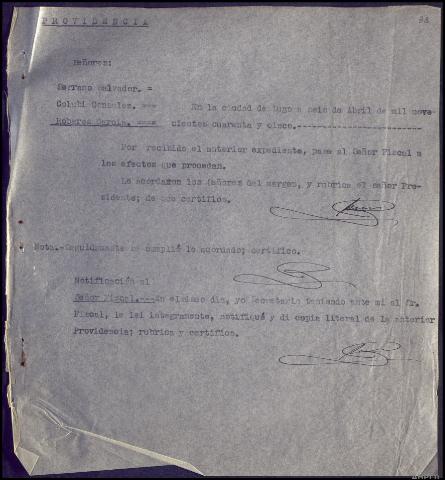 PROVIDENCIA
Señores:
Serrano Salvador. =
Colubi Gonzalez. ==
Roberes García. ====
En la ciudad de Lugo a seis de Abril de mil nove-
cientos cuarenta y cinco.------------------------
Por recibido el anterior expediente, pase al Señor Fiscal a
los efectos que procedan.
Lo acordaron los Señores del margen, y rubrica el señor Pre-
sidente; de que certifico.
Nota.-Seguidamente se cumplió lo acordado; certifico.
Notificación al
Señor Fiscal.---En el mismo día, yo Secretario teniendo ante mi al Sr.
Fiscal, le leí íntegramente, notifiqué y di copia literal de la anterior
Providencia; rubrica y certifico.